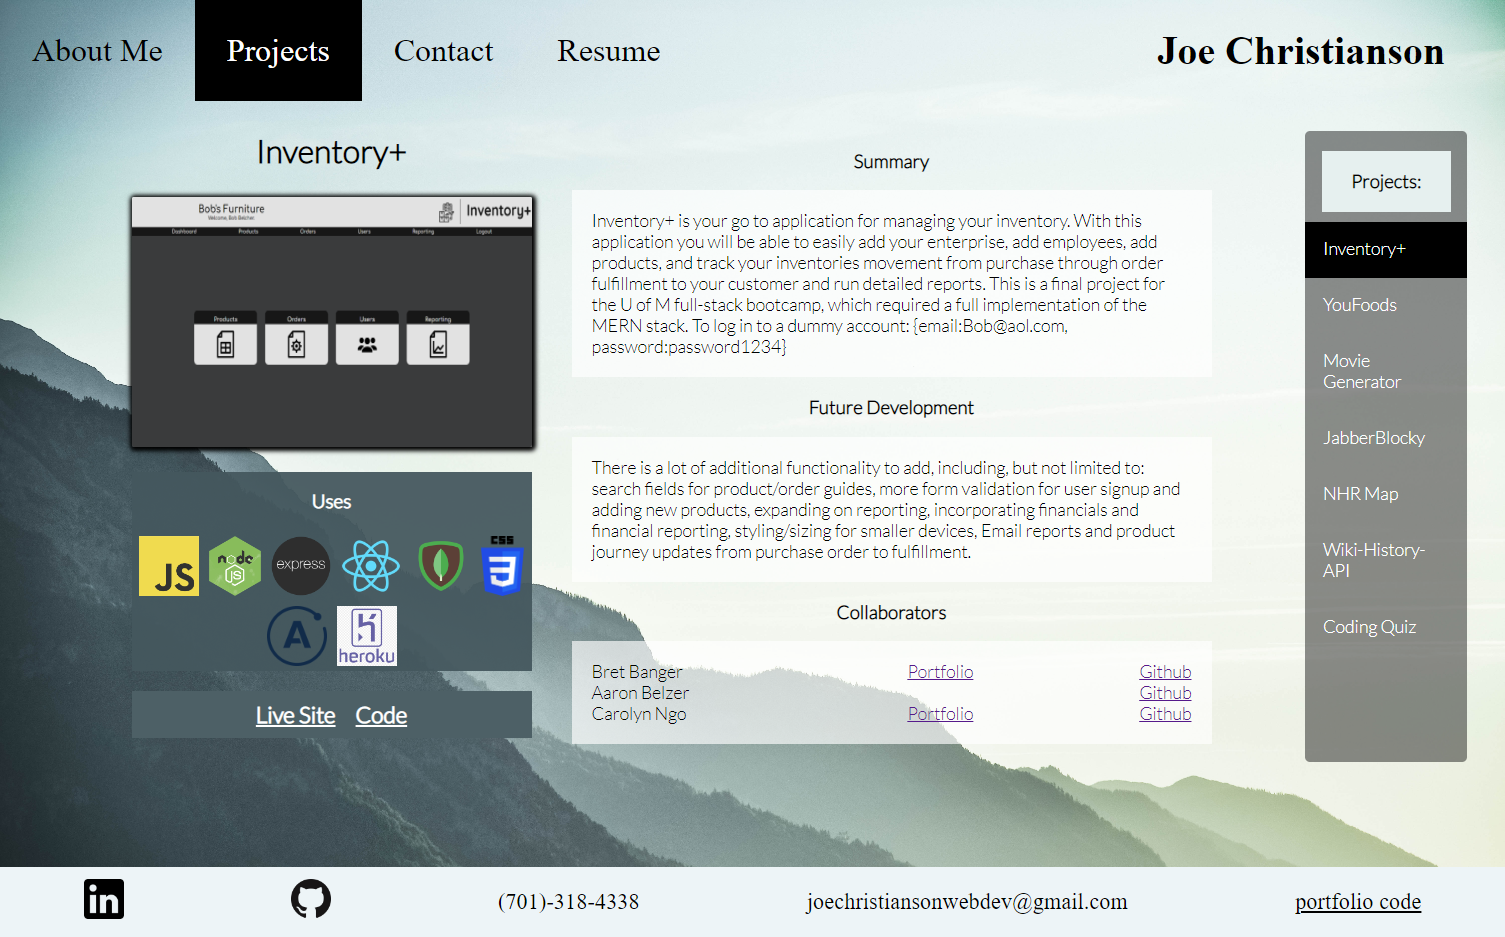 About Me
Projects
Contact
Resume
Joe Christianson
Inventory+
Bob's Furniture
Welcome, Bob Belcher
Inventory+
Dashboard
Products
Orders
Users
Reporting
Logout
Products
Orders
Users
Reporting
Uses
JS
node
JS
express
CSS
3
A
heroku
Live Site
Code
Summary
Inventory+ is your go to application for managing your inventory. With this
application you will be able to easily add your enterprise, add employees, add
products, and track your inventories movement from purchase through order
fulfillment to your customer and run detailed reports. This is a final project for
the U of M full-stack bootcamp, which required a full implementation of the
MERN stack. To log in to a dummy account: {email:Bob@aol.com,
password:password1234}
Future Development
There is a lot of additional functionality to add, including, but not limited to:
search fields for product/order guides, more form validation for user signup and
adding new products, expanding on reporting, incorporating financials and
financial reporting, styling/sizing for smaller devices, Email reports and product
journey updates from purchase order to fulfillment.
Collaborators
Bret Banger Portfolio Github
Aaron Belzer Github
Carolyn Ngo Portfolio Github
Projects:
Inventory+
YouFoods
Movie
Generator
JabberBlocky
NHR Map
Wiki-History-
API
Coding Quiz
in
(701)-318-4338
joechristiansonwebdev@gmail.com
portfolio code